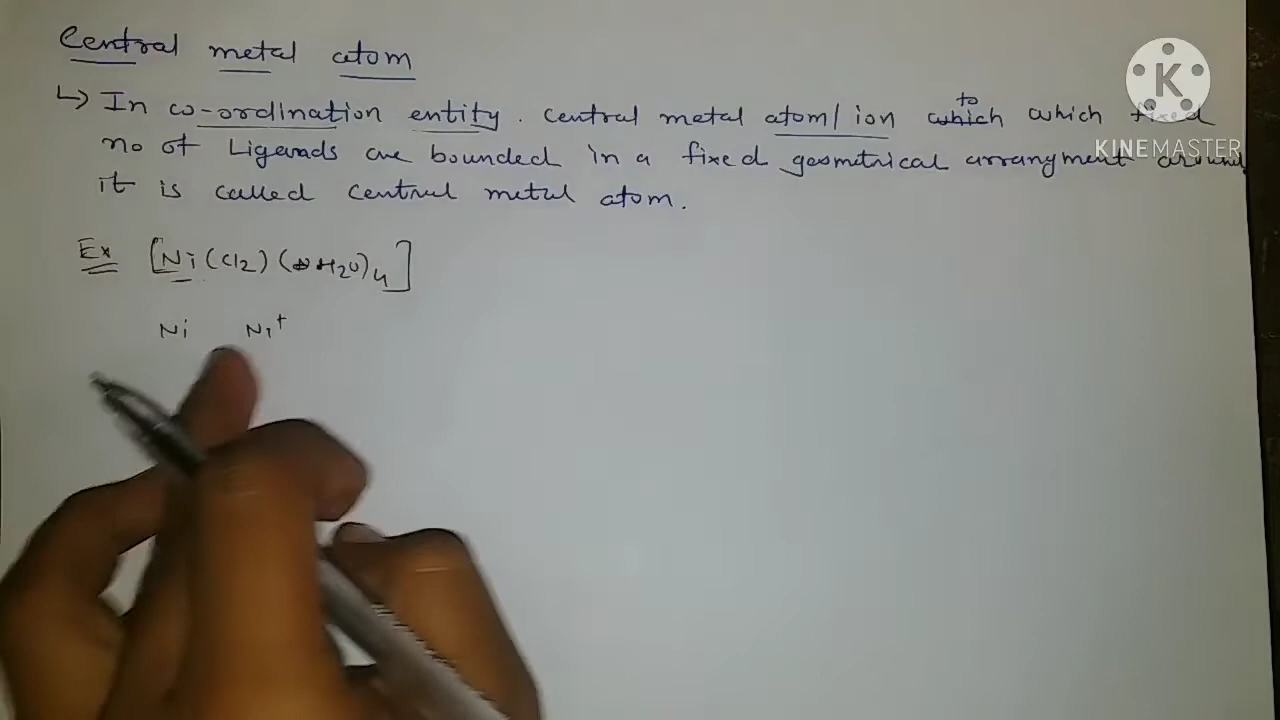 Central metal atom
K
↳ In co-ordination entity. Central metal atom/ion to which which fixed
KINEMASTER
no of Ligands are bounded in a fixed geometrical arrangment around
it is called central metal atom.
Ex [Ni(Cl2)(H2O)4]
Ni Ni+